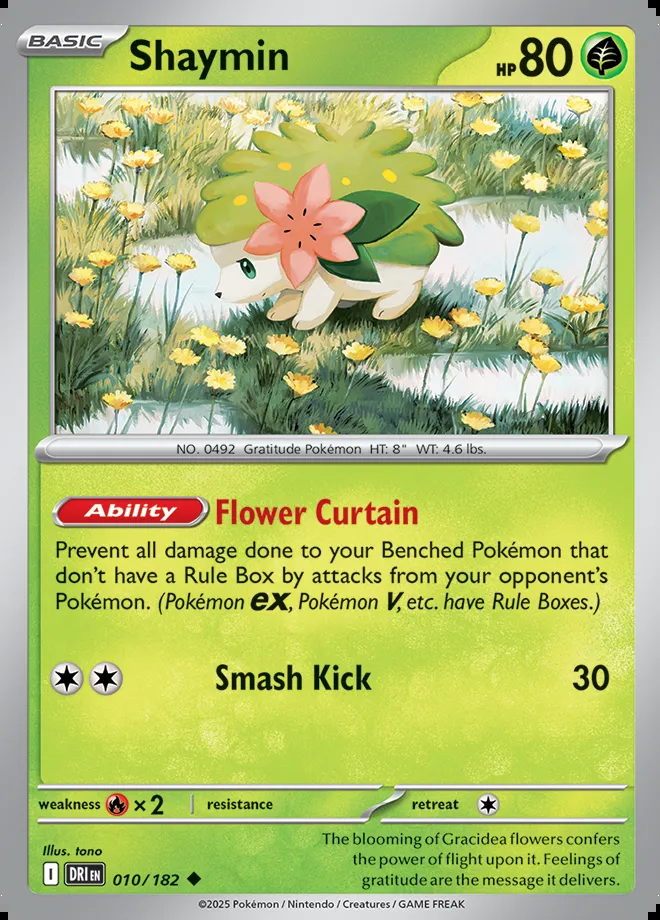 BASIC
Shaymin
HP 80
NO. 0492 Gratitude Pokémon HT: 8" WT: 4.6 lbs.
Ability Flower Curtain
Prevent all damage done to your Benched Pokémon that
don't have a Rule Box by attacks from your opponent's
Pokémon. (Pokémon ex, Pokémon V, etc. have Rule Boxes.)
Smash Kick 30
weakness ×2 resistance retreat
Illus. tono
The blooming of Gracidea flowers confers
the power of flight upon it. Feelings of
gratitude are the message it delivers.
I DRI EN 010/182
©2025 Pokémon / Nintendo / Creatures / GAME FREAK